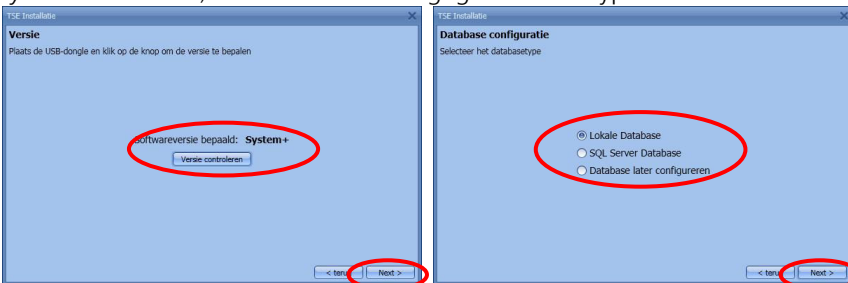 TSE Installatie
Versie
Plaats de USB-dongle en klik op de knop om de versie te bepalen
Softwareversie bepaald: System+
Versie controleren
< terug Next >
TSE Installatie
Database configuratie
Selecteer het databasetype
Lokale Database
SQL Server Database
Database later configureren
< terug Next >